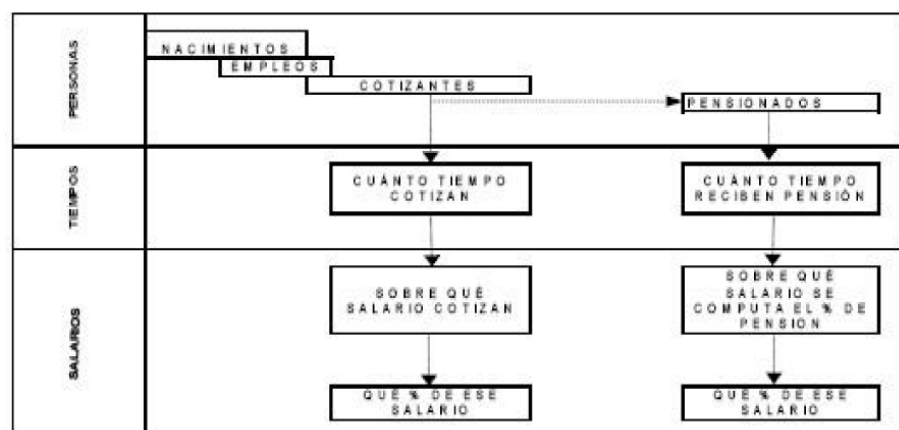 PERSONAS
NACIMIENTOS
EMPLEOS
COTIZANTES
PENSIONADOS
TIEMPOS
CUÁNTO TIEMPO
COTIZAN
CUÁNTO TIEMPO
RECIBEN PENSIÓN
SALARIOS
SOBRE QUÉ
SALARIO COTIZAN
SOBRE QUÉ
SALARIO SE
COMPUTA EL % DE
PENSIÓN
QUÉ % DE ESE
SALARIO
QUÉ % DE ESE
SALARIO